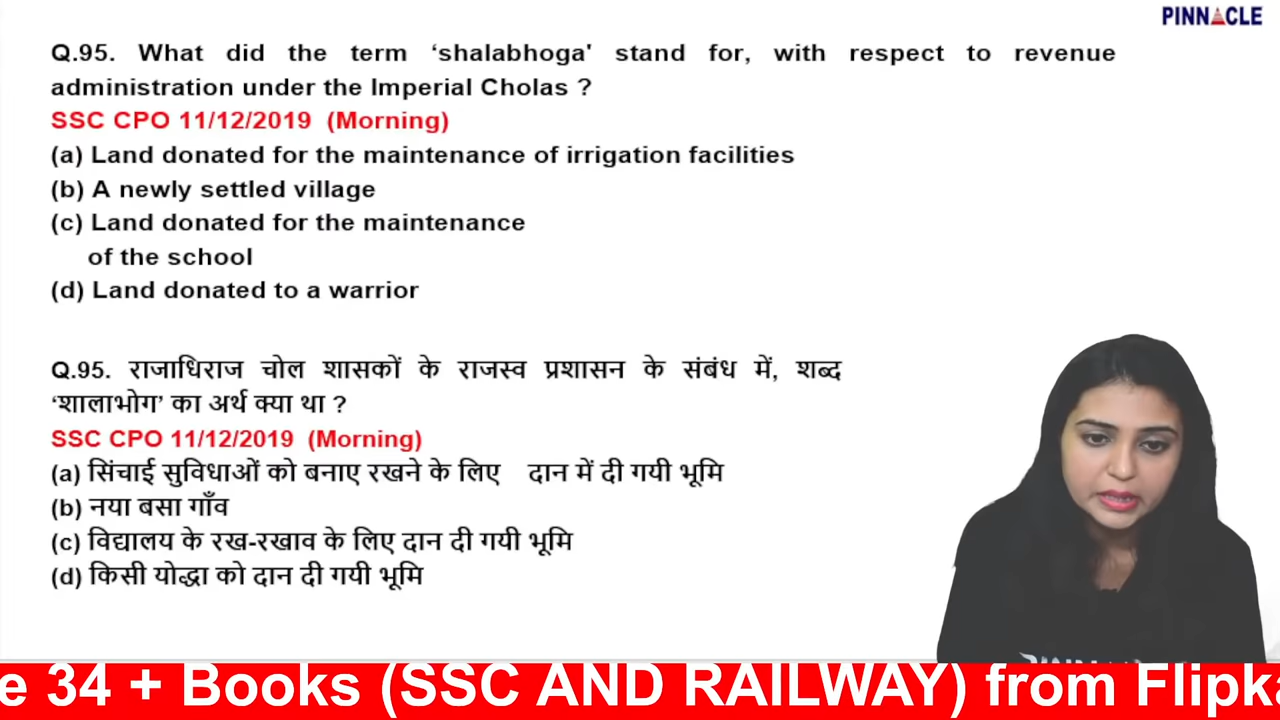 PINNACLE
Q.95. What did the term ‘shalabhoga' stand for, with respect to revenue
administration under the Imperial Cholas ?
SSC CPO 11/12/2019 (Morning)
(a) Land donated for the maintenance of irrigation facilities
(b) A newly settled village
(c) Land donated for the maintenance
of the school
(d) Land donated to a warrior
Q.95. राजाधिराज चोल शासकों के राजस्व प्रशासन के संबंध में, शब्द
‘शालाभोग’ का अर्थ क्या था ?
SSC CPO 11/12/2019 (Morning)
(a) सिंचाई सुविधाओं को बनाए रखने के लिए दान में दी गयी भूमि
(b) नया बसा गाँव
(c) विद्यालय के रख-रखाव के लिए दान दी गयी भूमि
(d) किसी योद्धा को दान दी गयी भूमि
e 34 + Books (SSC AND RAILWAY) from Flipka